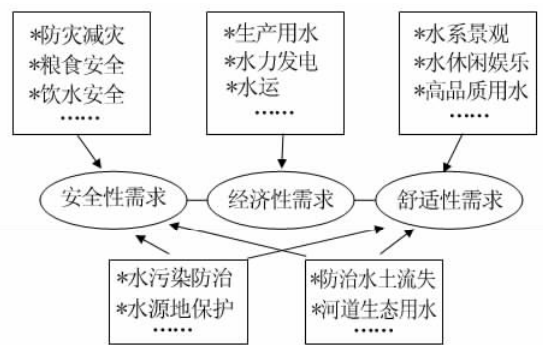 *防灾减灾
*粮食安全
*饮水安全
……
*生产用水
*水力发电
*水运
……
*水系景观
*水休闲娱乐
*高品质用水
……
安全性需求
经济性需求
舒适性需求
*水污染防治
*水源地保护
……
*防治水土流失
*河道生态用水
……